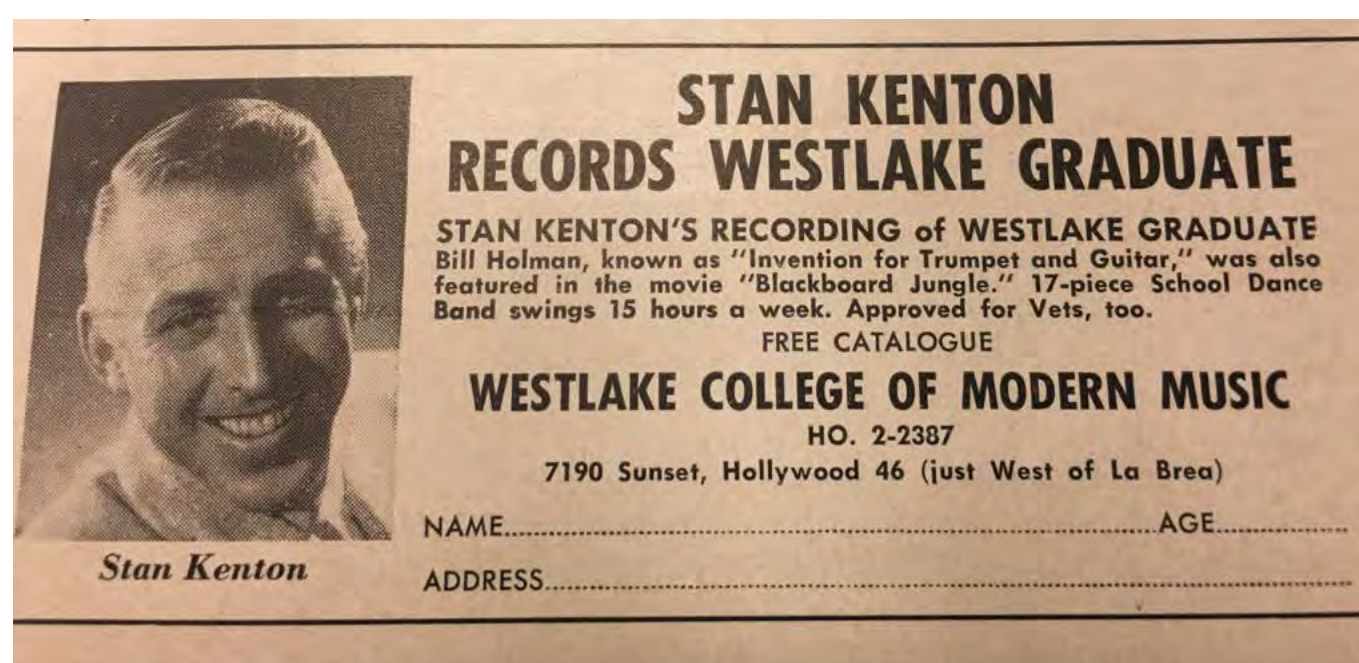 STAN KENTON
RECORDS WESTLAKE GRADUATE
STAN KENTON'S RECORDING of WESTLAKE GRADUATE
Bill Holman, known as "Invention for Trumpet and Guitar," was also
featured in the movie "Blackboard Jungle." 17-piece School Dance
Band swings 15 hours a week. Approved for Vets, too.
FREE CATALOGUE
WESTLAKE COLLEGE OF MODERN MUSIC
HO. 2-2387
7190 Sunset, Hollywood 46 (just West of La Brea)
NAME..........................................................................AGE................
ADDRESS..........................................................................................
Stan Kenton